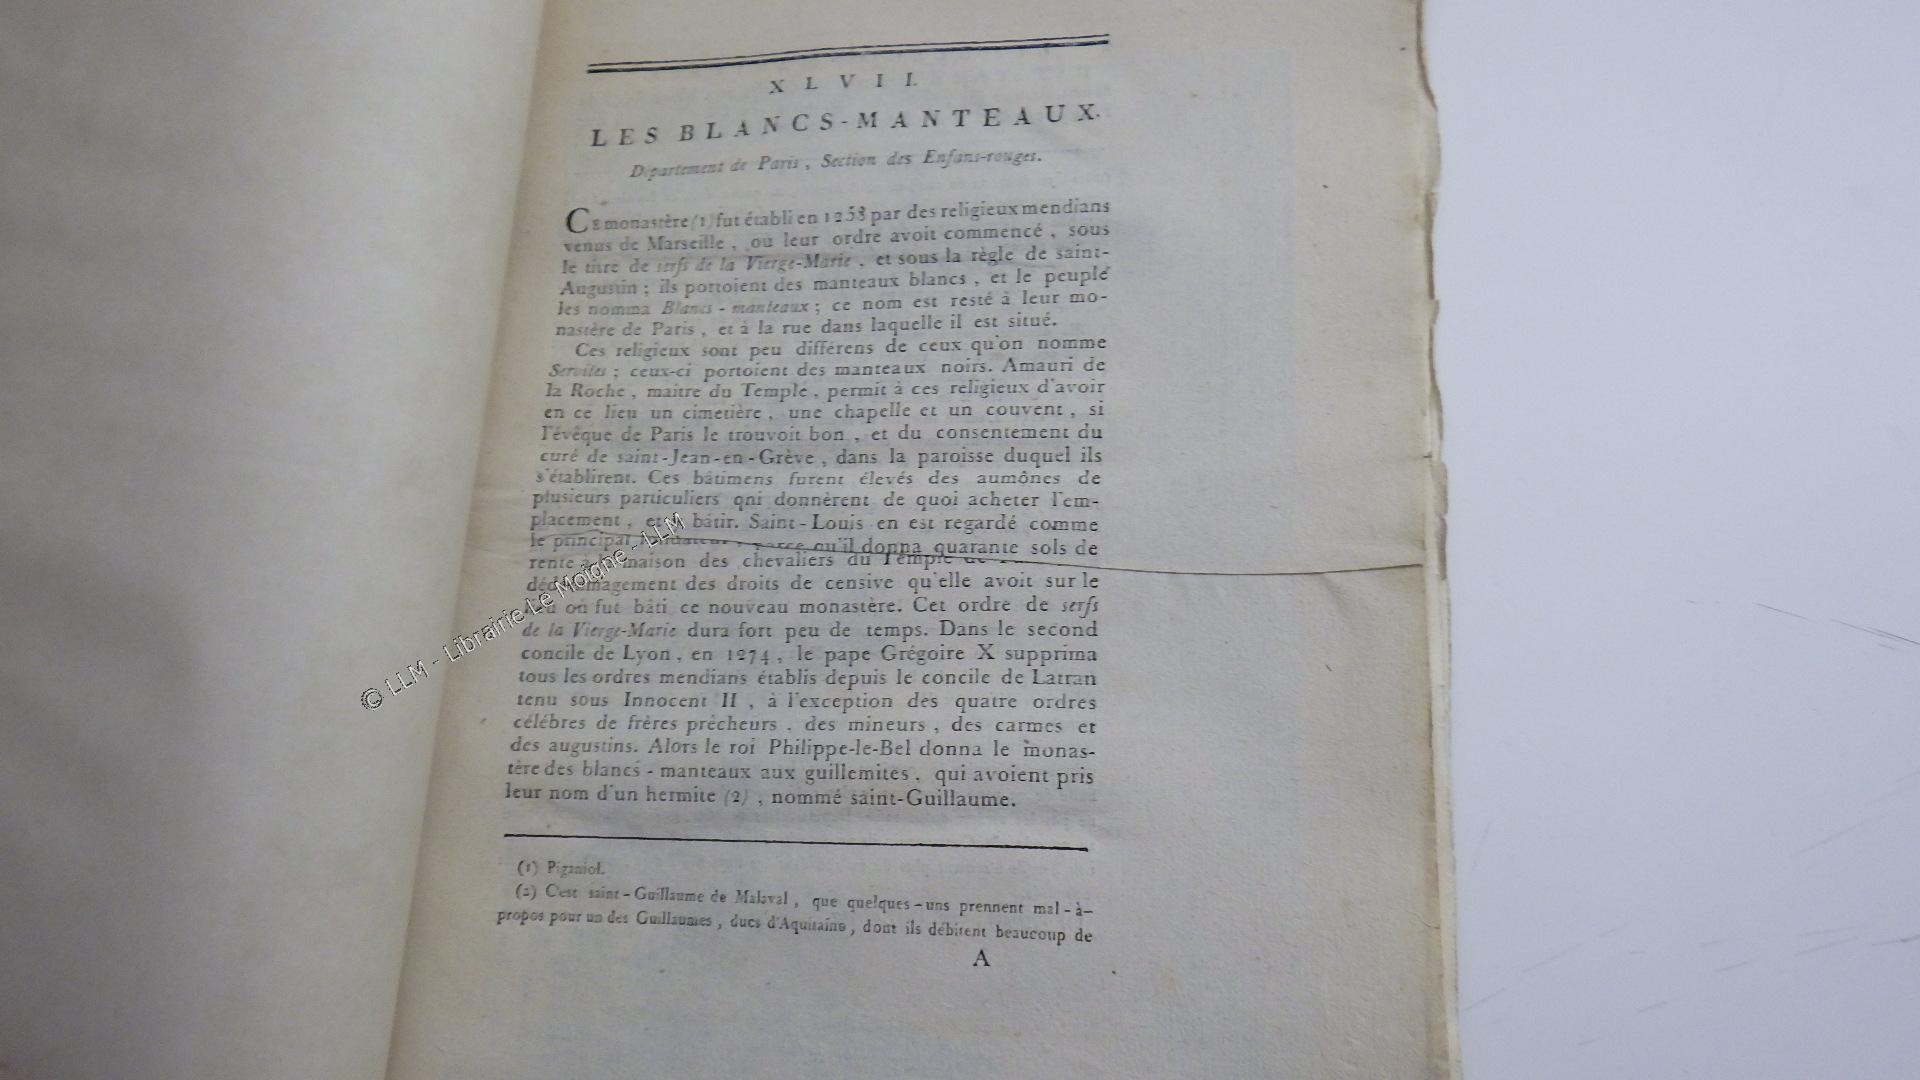 XLVII.
LES BLANCS-MANTEAUX.
Département de Paris, Section des Enfans-rouges.
Ce monastère (1) fut établi en 1258 par des religieux mendians
venus de Marseille, où leur ordre avoit commencé, sous
le titre de serfs de la Vierge-Marie, et sous la règle de saint-
Augustin; ils portoient des manteaux blancs, et le peuple
les nomma Blancs-manteaux; ce nom est resté à leur mo-
nastère de Paris, et à la rue dans laquelle il est situé.
Ces religieux sont peu différens de ceux qu'on nomme
Servites; ceux-ci portoient des manteaux noirs. Amauri de
la Roche, maître du Temple, permit à ces religieux d'avoir
en ce lieu un cimetière, une chapelle et un couvent, si
l'évêque de Paris le trouvoit bon, et du consentement du
curé de saint-Jean-en-Grève, dans la paroisse duquel ils
s'établirent. Ces bâtimens furent élevés des aumônes de
plusieurs particuliers qni donnèrent de quoi acheter l'em-
placement, et à bâtir. Saint-Louis en est regardé comme
le principal fondateur, parce qu'il donna quarante sols de
rente à la maison des chevaliers du Temple de
dédommagement des droits de censive qu'elle avoit sur le
lieu où fut bâti ce nouveau monastère. Cet ordre de serfs
de la Vierge-Marie dura fort peu de temps. Dans le second
concile de Lyon, en 1274, le pape Grégoire X supprima
tous les ordres mendians établis depuis le concile de Latran
tenu sous Innocent II, à l'exception des quatre ordres
célébres de frères prêcheurs, des mineurs, des carmes et
des augustins. Alors le roi Philippe-le-Bel donna le monas-
tère des blancs-manteaux aux guillemites, qui avoient pris
leur nom d'un hermite (2), nommé saint-Guillaume.
(1) Piganiol.
(2) C'est saint-Guillaume de Malaval, que quelques-uns prennent mal-à-
propos pour un des Guillaumes, ducs d'Aquitaine, dont ils débitent beaucoup de
A
© LLM - Librairie Le Moigne - LLM